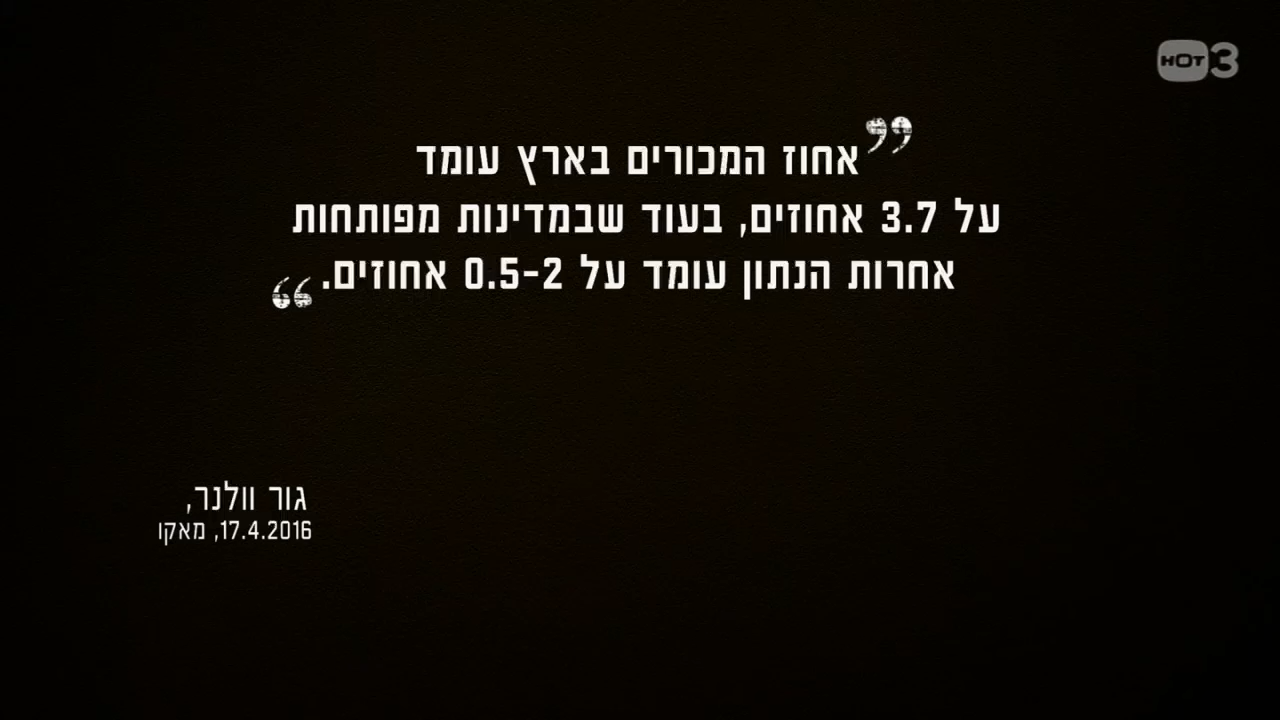 HOT3
"אחוז המכורים בארץ עומד
על 3.7 אחוזים, בעוד שבמדינות מפותחות
אחרות הנתון עומד על 0.5-2 אחוזים."
גור וולנר,
17.4.2016, מאקו